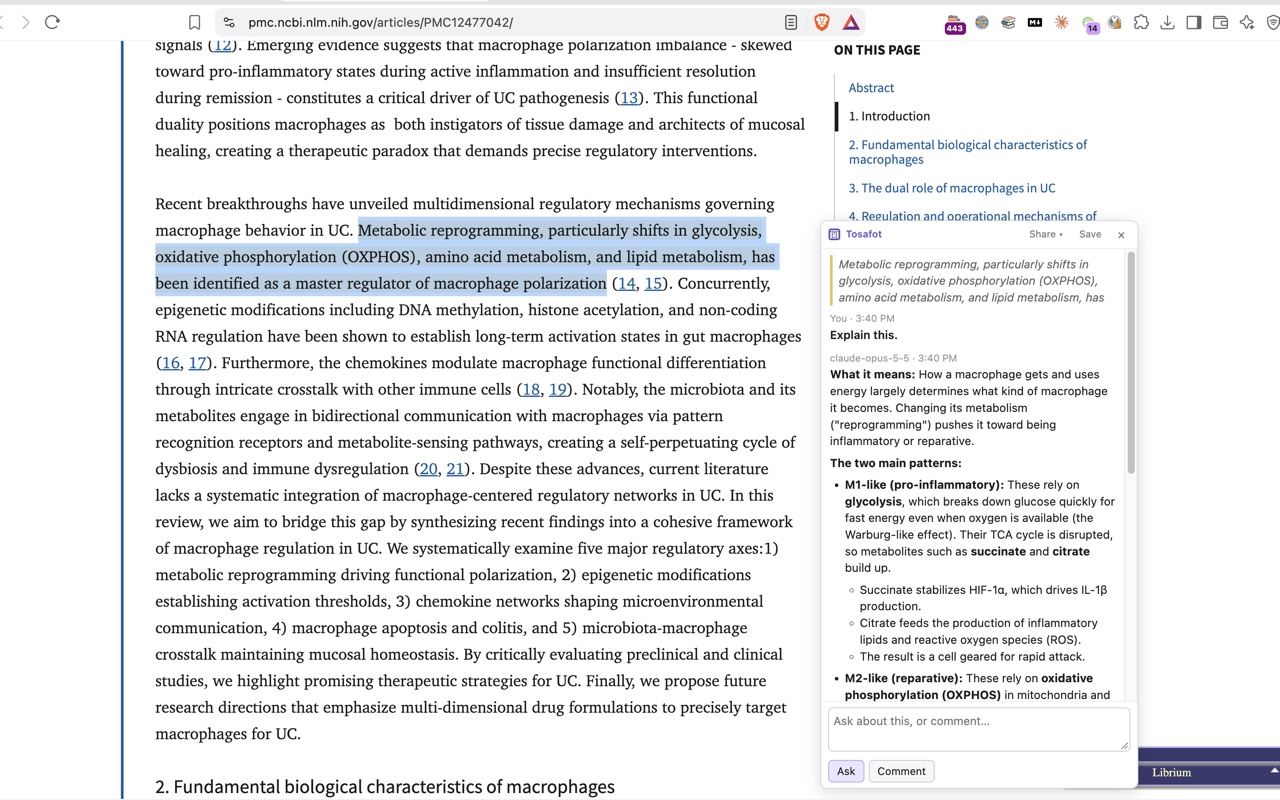 pmc.ncbi.nlm.nih.gov/articles/PMC12477042/
443
14
signals (12). Emerging evidence suggests that macrophage polarization imbalance - skewed
toward pro-inflammatory states during active inflammation and insufficient resolution
during remission - constitutes a critical driver of UC pathogenesis (13). This functional
duality positions macrophages as both instigators of tissue damage and architects of mucosal
healing, creating a therapeutic paradox that demands precise regulatory interventions.
Recent breakthroughs have unveiled multidimensional regulatory mechanisms governing
macrophage behavior in UC. Metabolic reprogramming, particularly shifts in glycolysis,
oxidative phosphorylation (OXPHOS), amino acid metabolism, and lipid metabolism, has
been identified as a master regulator of macrophage polarization (14, 15). Concurrently,
epigenetic modifications including DNA methylation, histone acetylation, and non-coding
RNA regulation have been shown to establish long-term activation states in gut macrophages
(16, 17). Furthermore, the chemokines modulate macrophage functional differentiation
through intricate crosstalk with other immune cells (18, 19). Notably, the microbiota and its
metabolites engage in bidirectional communication with macrophages via pattern
recognition receptors and metabolite-sensing pathways, creating a self-perpetuating cycle of
dysbiosis and immune dysregulation (20, 21). Despite these advances, current literature
lacks a systematic integration of macrophage-centered regulatory networks in UC. In this
review, we aim to bridge this gap by synthesizing recent findings into a cohesive framework
of macrophage regulation in UC. We systematically examine five major regulatory axes:1)
metabolic reprogramming driving functional polarization, 2) epigenetic modifications
establishing activation thresholds, 3) chemokine networks shaping microenvironmental
communication, 4) macrophage apoptosis and colitis, and 5) microbiota-macrophage
crosstalk maintaining mucosal homeostasis. By critically evaluating preclinical and clinical
studies, we highlight promising therapeutic strategies for UC. Finally, we propose future
research directions that emphasize multi-dimensional drug formulations to precisely target
macrophages for UC.
2. Fundamental biological characteristics of macrophages
ON THIS PAGE
Abstract
1. Introduction
2. Fundamental biological characteristics of
macrophages
3. The dual role of macrophages in UC
4. Regulation and operational mechanisms of
Tosafot
Share
Save
×
Metabolic reprogramming, particularly shifts in
glycolysis, oxidative phosphorylation (OXPHOS),
amino acid metabolism, and lipid metabolism, has
You · 3:40 PM
Explain this.
claude-opus-5-5 · 3:40 PM
What it means: How a macrophage gets and uses
energy largely determines what kind of macrophage
it becomes. Changing its metabolism
("reprogramming") pushes it toward being
inflammatory or reparative.
The two main patterns:
• M1-like (pro-inflammatory): These rely on
glycolysis, which breaks down glucose quickly for
fast energy even when oxygen is available (the
Warburg-like effect). Their TCA cycle is disrupted,
so metabolites such as succinate and citrate
build up.
◦ Succinate stabilizes HIF-1α, which drives IL-1β
production.
◦ Citrate feeds the production of inflammatory
lipids and reactive oxygen species (ROS).
◦ The result is a cell geared for rapid attack.
• M2-like (reparative): These rely on oxidative
phosphorylation (OXPHOS) in mitochondria and
Ask about this, or comment...
Ask
Comment
Librium